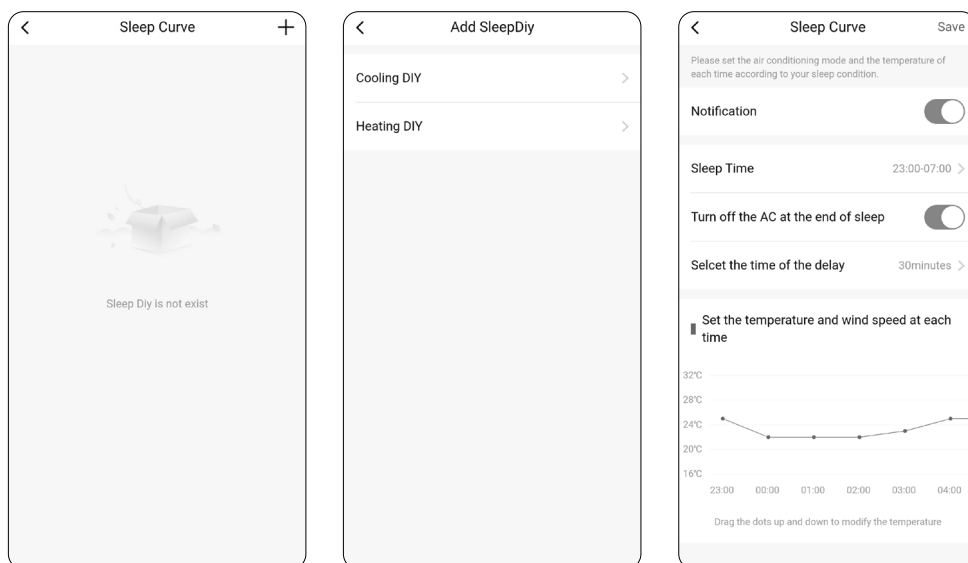 Sleep Curve
Sleep Diy is not exist
Add SleepDiy
Cooling DIY
Heating DIY
Sleep Curve
Save
Please set the air conditioning mode and the temperature of
each time according to your sleep condition.
Notification
Sleep Time
23:00-07:00
Turn off the AC at the end of sleep
Selcet the time of the delay
30minutes
Set the temperature and wind speed at each
time
32℃
28℃
24℃
20℃
16℃
23:00 00:00 01:00 02:00 03:00 04:00
Drag the dots up and down to modify the temperature